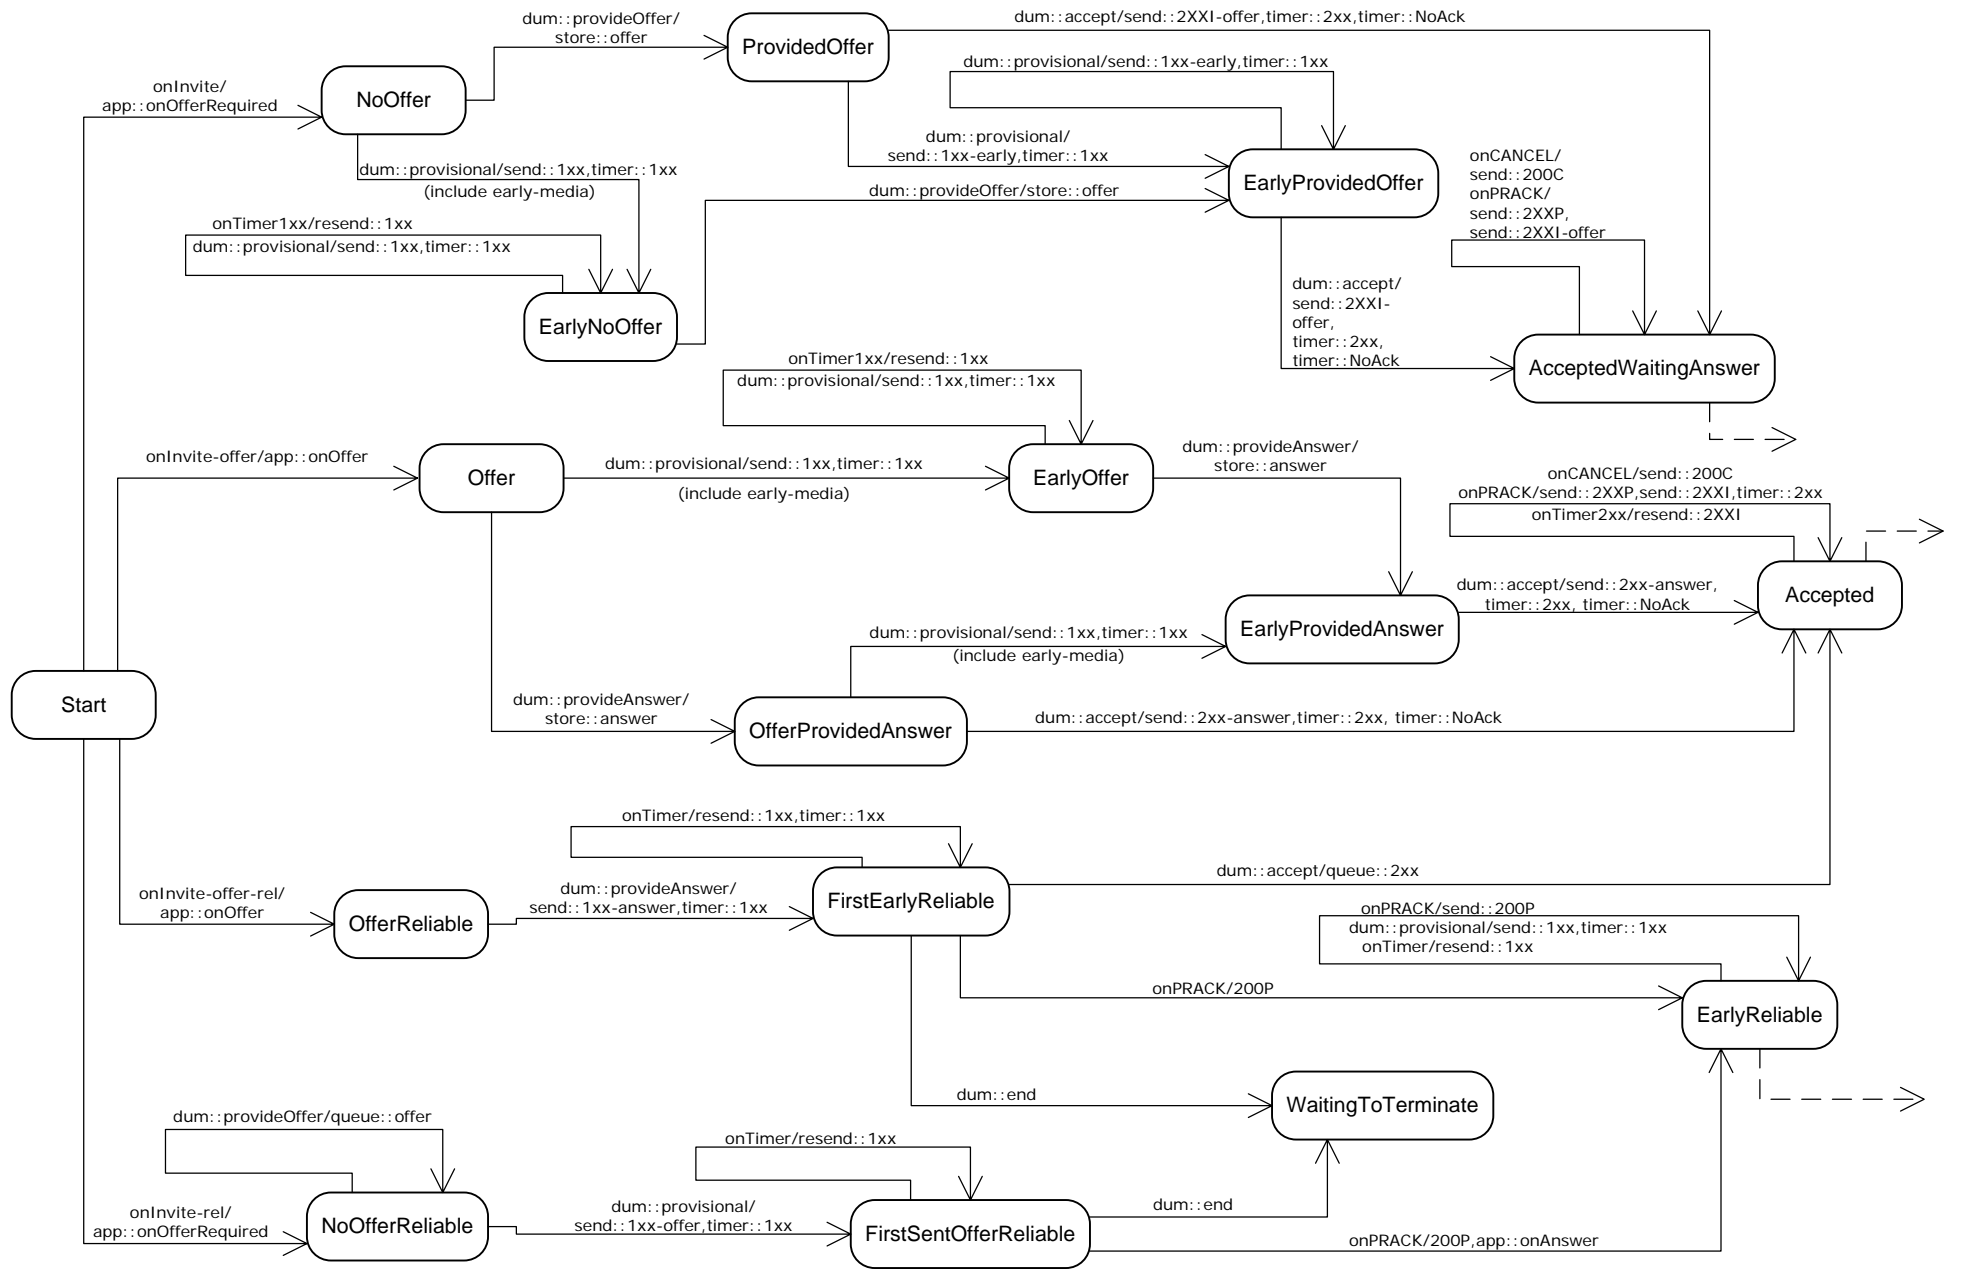 dum::provideOffer/
store::offer
ProvidedOffer
dum::accept/send::2XXI-offer,timer::2xx,timer::NoAck
dum::provisional/send::1xx-early,timer::1xx
onInvite/
app::onOfferRequired
NoOffer
dum::provisional/
send::1xx-early,timer::1xx
dum::provisional/send::1xx,timer::1xx
(include early-media)
dum::provideOffer/store::offer
EarlyProvidedOffer
onCANCEL/
send::200C
onPRACK/
send::2XXP,
send::2XXI-offer
onTimer1xx/resend::1xx
dum::provisional/send::1xx,timer::1xx
EarlyNoOffer
dum::accept/
send::2XXI-
offer,
timer::2xx,
timer::NoAck
AcceptedWaitingAnswer
onTimer1xx/resend::1xx
dum::provisional/send::1xx,timer::1xx
onInvite-offer/app::onOffer
Offer
dum::provisional/send::1xx,timer::1xx
(include early-media)
EarlyOffer
dum::provideAnswer/
store::answer
onCANCEL/send::200C
onPRACK/send::2XXP,send::2XXI,timer::2xx
onTimer2xx/resend::2XXI
Accepted
dum::accept/send::2xx-answer,
timer::2xx, timer::NoAck
EarlyProvidedAnswer
dum::provisional/send::1xx,timer::1xx
(include early-media)
Start
dum::provideAnswer/
store::answer
OfferProvidedAnswer
dum::accept/send::2xx-answer,timer::2xx, timer::NoAck
onTimer/resend::1xx,timer::1xx
onInvite-offer-rel/
app::onOffer
OfferReliable
dum::provideAnswer/
send::1xx-answer,timer::1xx
FirstEarlyReliable
dum::accept/queue::2xx
onPRACK/send::200P
dum::provisional/send::1xx,timer::1xx
onTimer/resend::1xx
onPRACK/200P
EarlyReliable
dum::end
WaitingToTerminate
dum::provideOffer/queue::offer
onTimer/resend::1xx
onInvite-rel/
app::onOfferRequired
NoOfferReliable
dum::provisional/
send::1xx-offer,timer::1xx
FirstSentOfferReliable
dum::end
onPRACK/200P,app::onAnswer